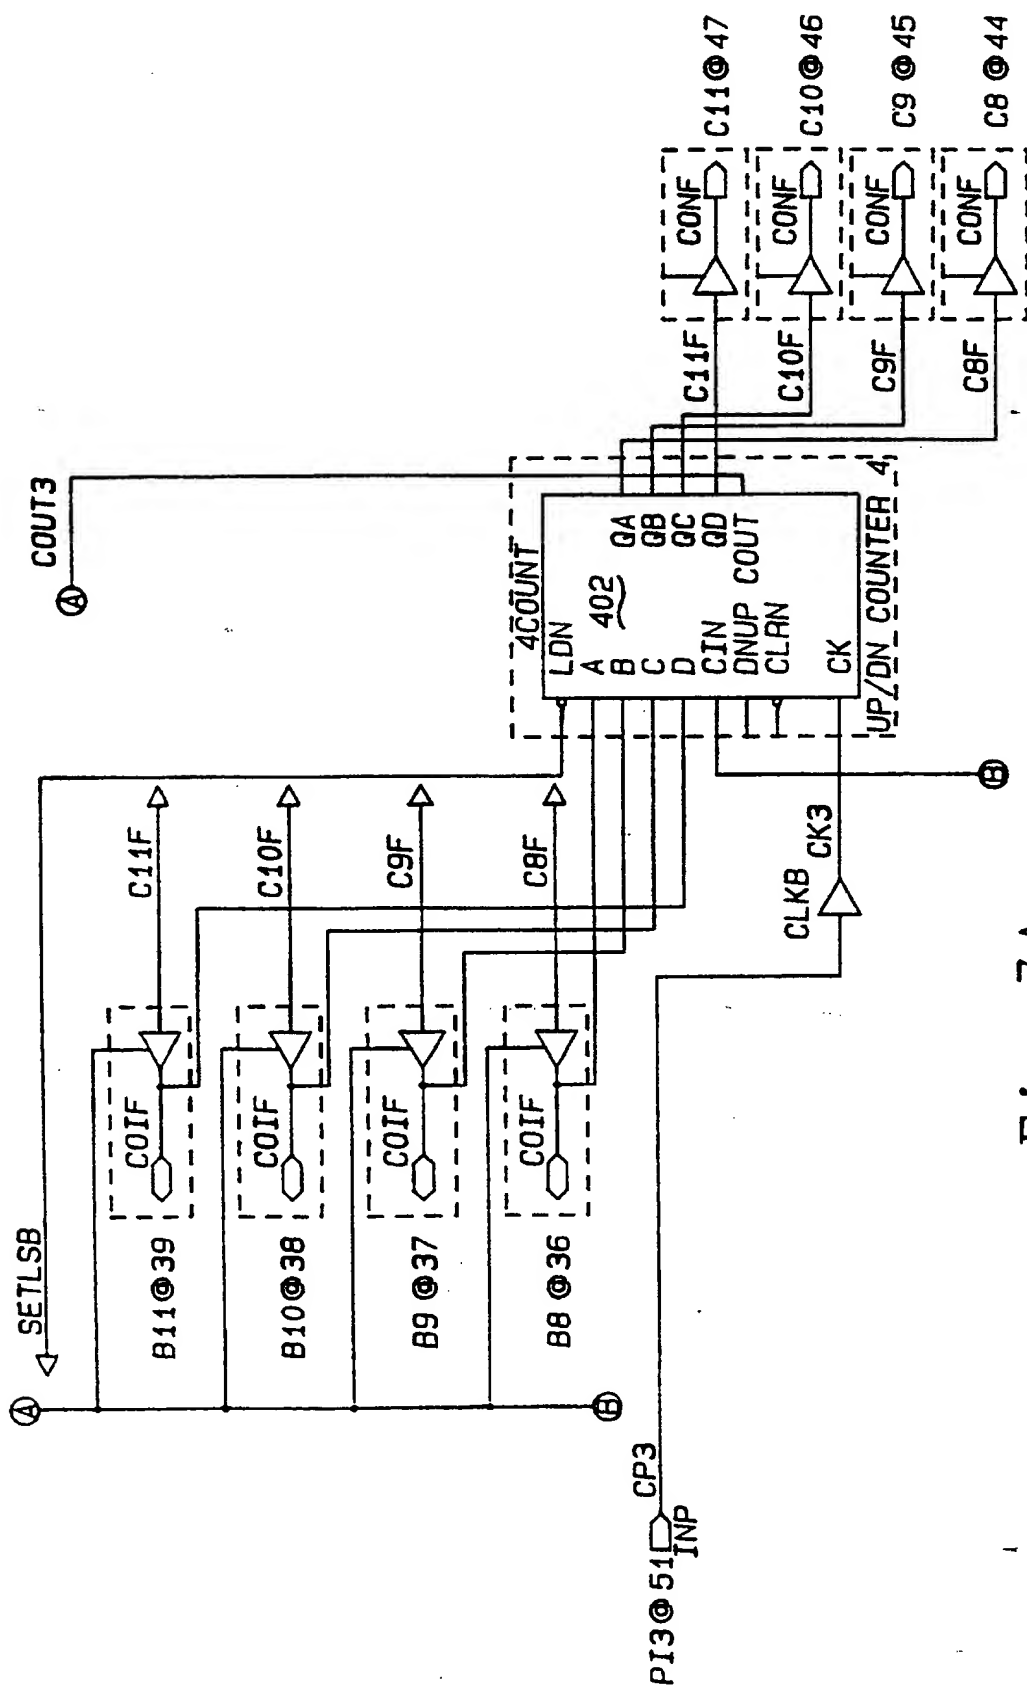 SETLSB
COUT3
A
A
B11@39
COIF
C11F
B10@38
COIF
C10F
B9@37
COIF
C9F
B8@36
COIF
C8F
B
4COUNT
LDN
A
B
C
D
CIN
DNUP
CLRN
CK
402
QA
QB
QC
QD
COUT
UP/DN COUNTER 4
C11F
CONF
C11@47
C10F
CONF
C10@46
C9F
CONF
C9@45
C8F
CONF
C8@44
PI3@51
INP
CP3
CLKB
CK3
B